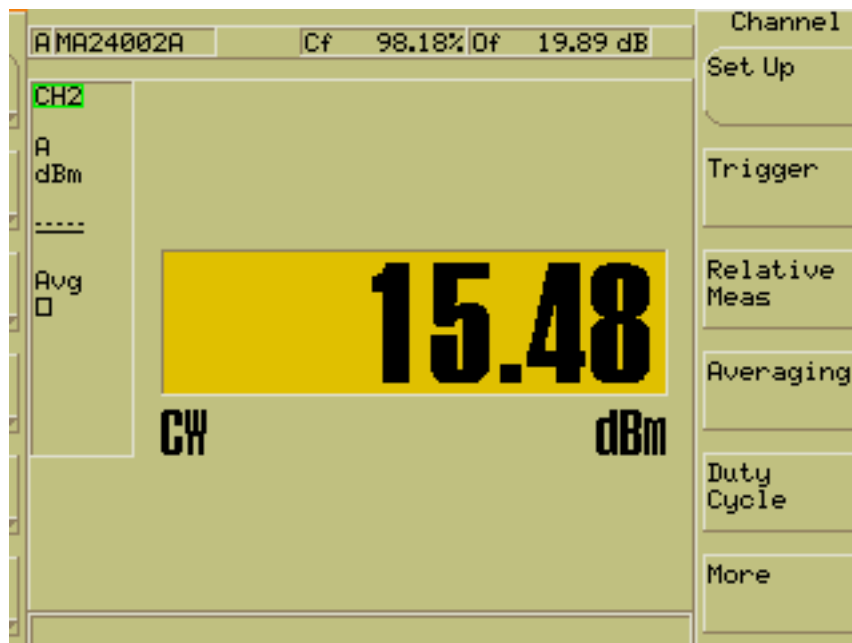 A MA24002A Cf 98.18% Of 19.89 dB
CH2
A
dBm
-----
Avg
15.48
CW dBm
Channel
Set Up
Trigger
Relative
Meas
Averaging
Duty
Cycle
More